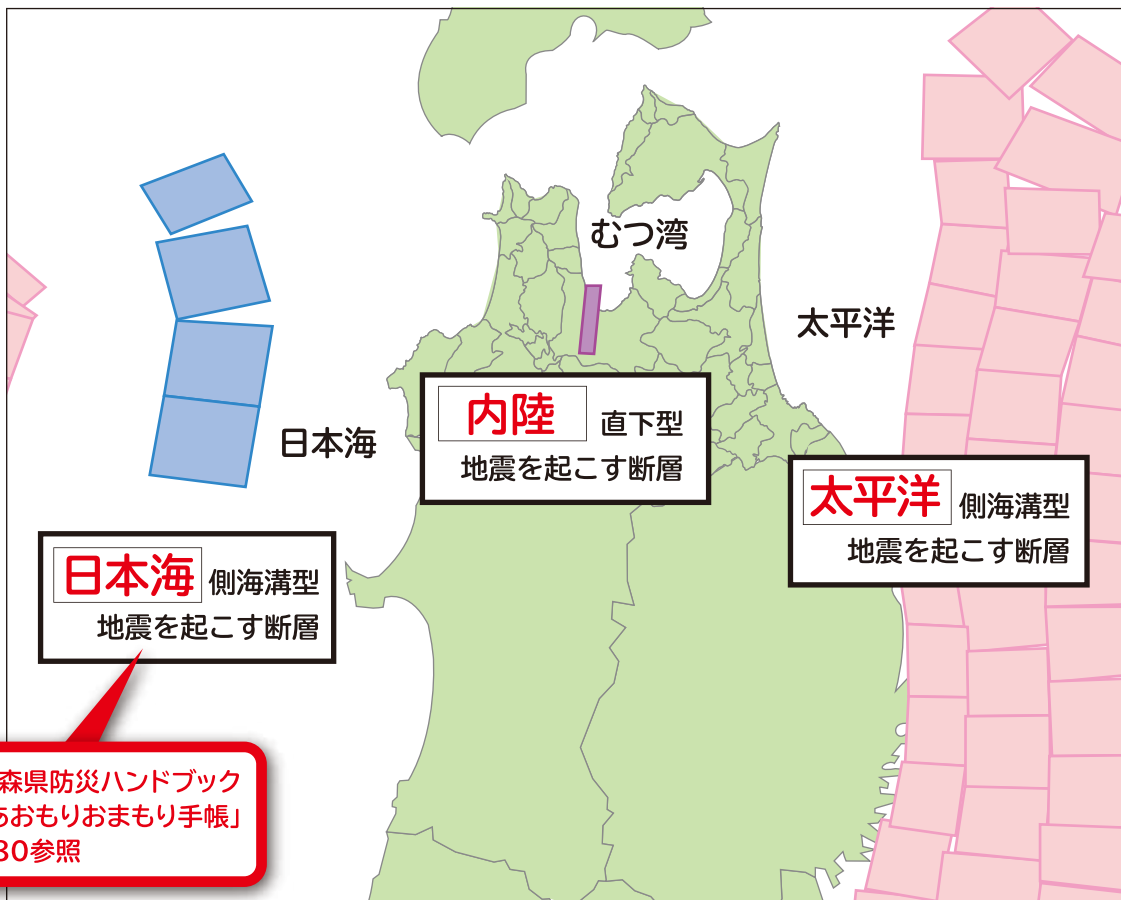 むつ湾
太平洋
日本海
内陸 直下型
地震を起こす断層
太平洋 側海溝型
地震を起こす断層
日本海 側海溝型
地震を起こす断層
森県防災ハンドブック
あおもりおまもり手帳」
30参照